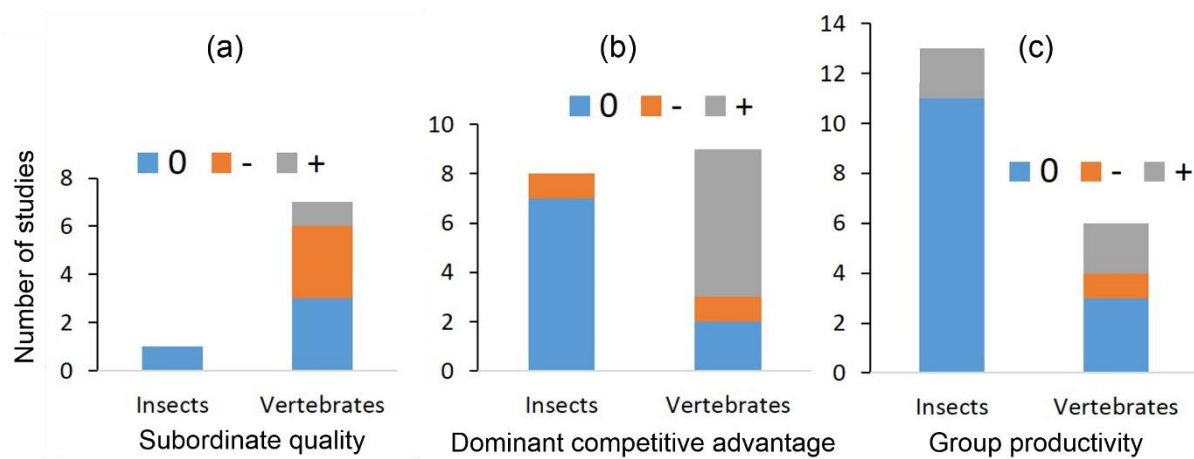 (a)
0 - +
8
6
4
2
0
Insects Vertebrates
Subordinate quality
Number of studies
(b)
0 - +
10
8
6
4
2
0
Insects Vertebrates
Dominant competitive advantage
(c)
0 - +
14
12
10
8
6
4
2
0
Insects Vertebrates
Group productivity